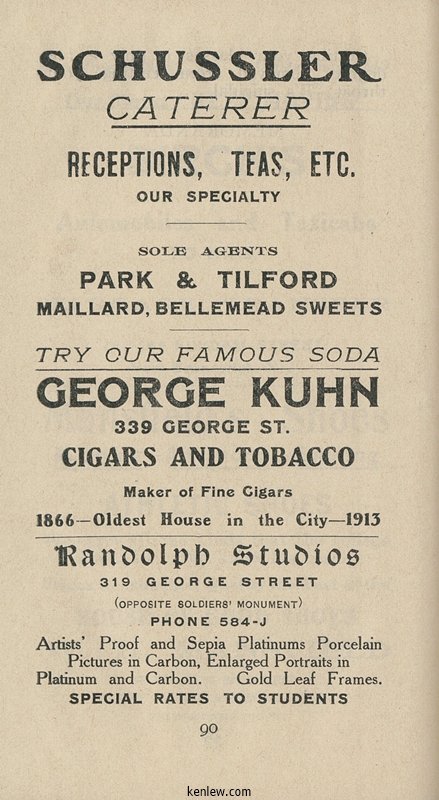 SCHUSSLER
CATERER
RECEPTIONS, TEAS, ETC.
OUR SPECIALTY
SOLE AGENTS
PARK & TILFORD
MAILLARD, BELLEMEAD SWEETS
TRY OUR FAMOUS SODA
GEORGE KUHN
339 GEORGE ST.
CIGARS AND TOBACCO
Maker of Fine Cigars
1866—Oldest House in the City—1913
Randolph Studios
319 GEORGE STREET
(OPPOSITE SOLDIERS' MONUMENT)
PHONE 584-J
Artists' Proof and Sepia Platinums Porcelain
Pictures in Carbon, Enlarged Portraits in
Platinum and Carbon. Gold Leaf Frames.
SPECIAL RATES TO STUDENTS
90
kenlew.com